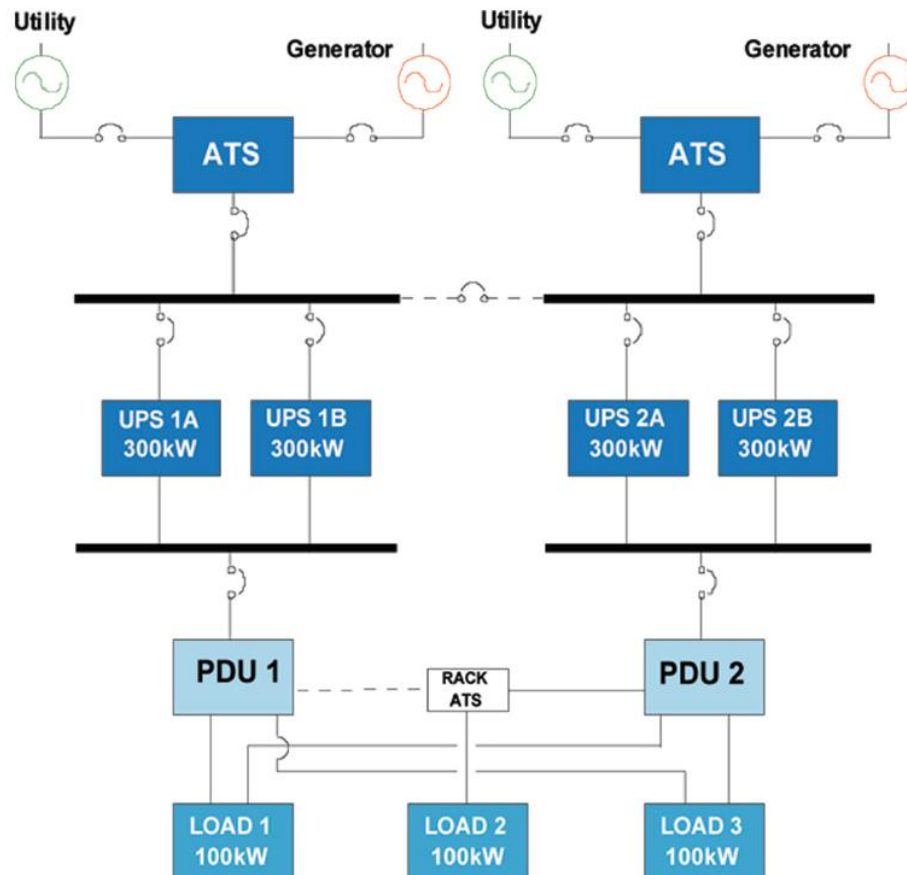 Utility
Generator
Utility
Generator
ATS
ATS
UPS 1A
300kW
UPS 1B
300kW
UPS 2A
300kW
UPS 2B
300kW
PDU 1
RACK
ATS
PDU 2
LOAD 1
100kW
LOAD 2
100kW
LOAD 3
100kW